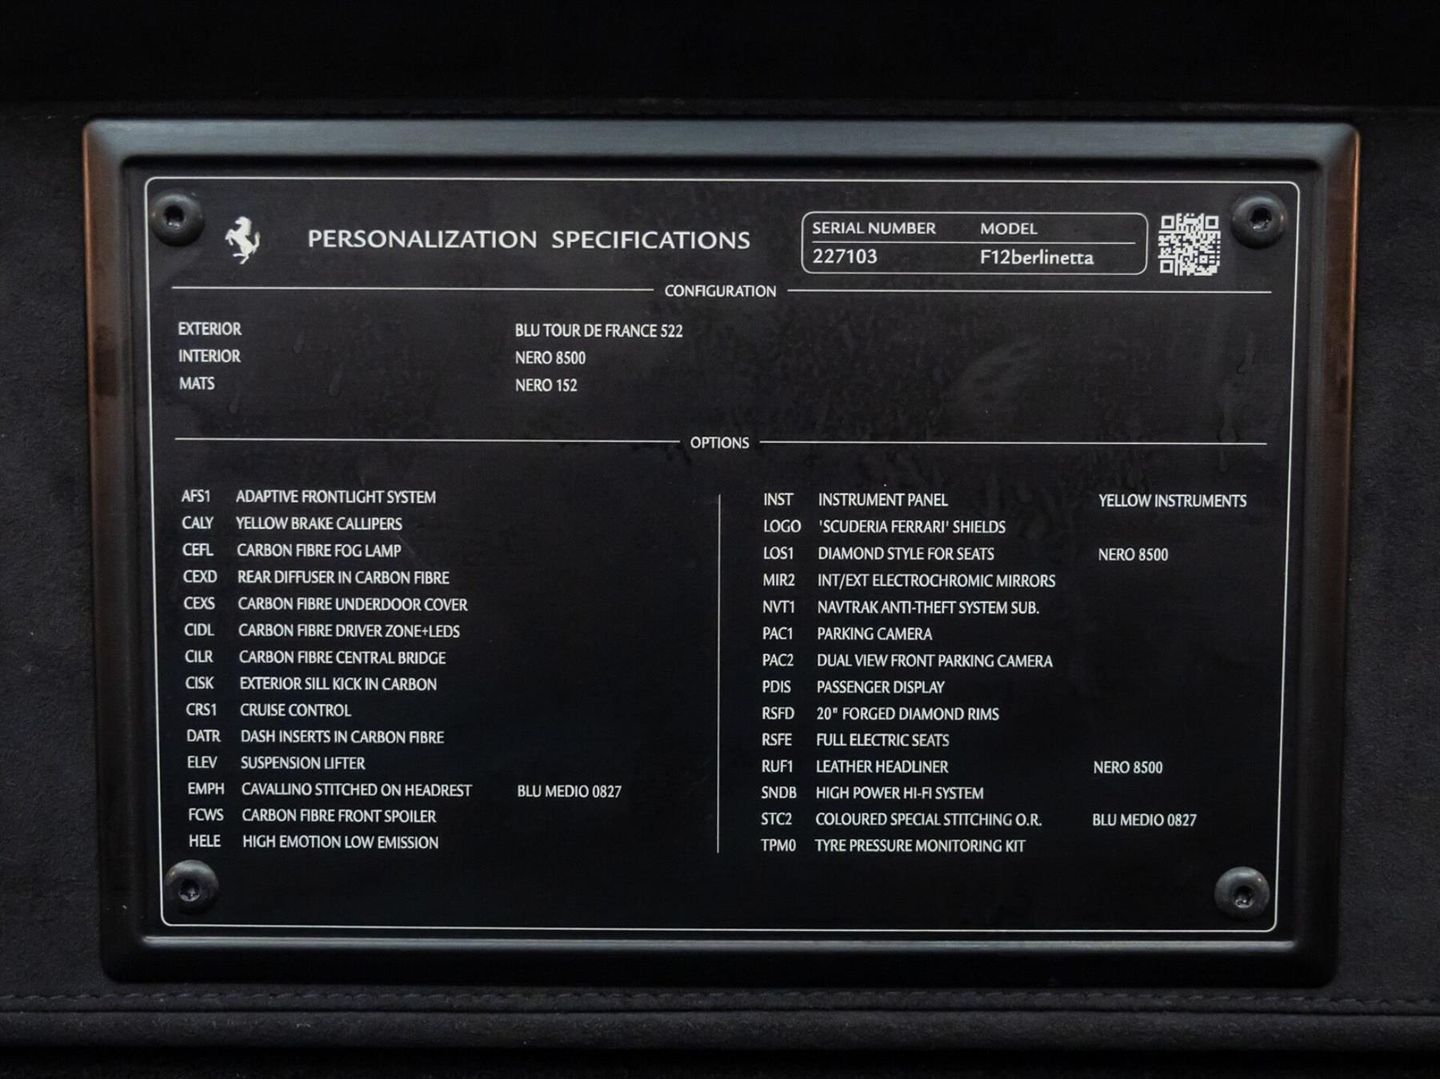 PERSONALIZATION SPECIFICATIONS
SERIAL NUMBER MODEL
227103 F12berlinetta
CONFIGURATION
EXTERIOR BLU TOUR DE FRANCE 522
INTERIOR NERO 8500
MATS NERO 152
OPTIONS
AFS1 ADAPTIVE FRONTLIGHT SYSTEM
CALY YELLOW BRAKE CALLIPERS
CEFL CARBON FIBRE FOG LAMP
CEXD REAR DIFFUSER IN CARBON FIBRE
CEXS CARBON FIBRE UNDERDOOR COVER
CIDL CARBON FIBRE DRIVER ZONE+LEDS
CILR CARBON FIBRE CENTRAL BRIDGE
CISK EXTERIOR SILL KICK IN CARBON
CRS1 CRUISE CONTROL
DATR DASH INSERTS IN CARBON FIBRE
ELEV SUSPENSION LIFTER
EMPH CAVALLINO STITCHED ON HEADREST BLU MEDIO 0827
FCWS CARBON FIBRE FRONT SPOILER
HELE HIGH EMOTION LOW EMISSION
INST INSTRUMENT PANEL YELLOW INSTRUMENTS
LOGO 'SCUDERIA FERRARI' SHIELDS
LOS1 DIAMOND STYLE FOR SEATS NERO 8500
MIR2 INT/EXT ELECTROCHROMIC MIRRORS
NVT1 NAVTRAK ANTI-THEFT SYSTEM SUB.
PAC1 PARKING CAMERA
PAC2 DUAL VIEW FRONT PARKING CAMERA
PDIS PASSENGER DISPLAY
RSFD 20" FORGED DIAMOND RIMS
RSFE FULL ELECTRIC SEATS
RUF1 LEATHER HEADLINER NERO 8500
SNDB HIGH POWER HI-FI SYSTEM
STC2 COLOURED SPECIAL STITCHING O.R. BLU MEDIO 0827
TPM0 TYRE PRESSURE MONITORING KIT